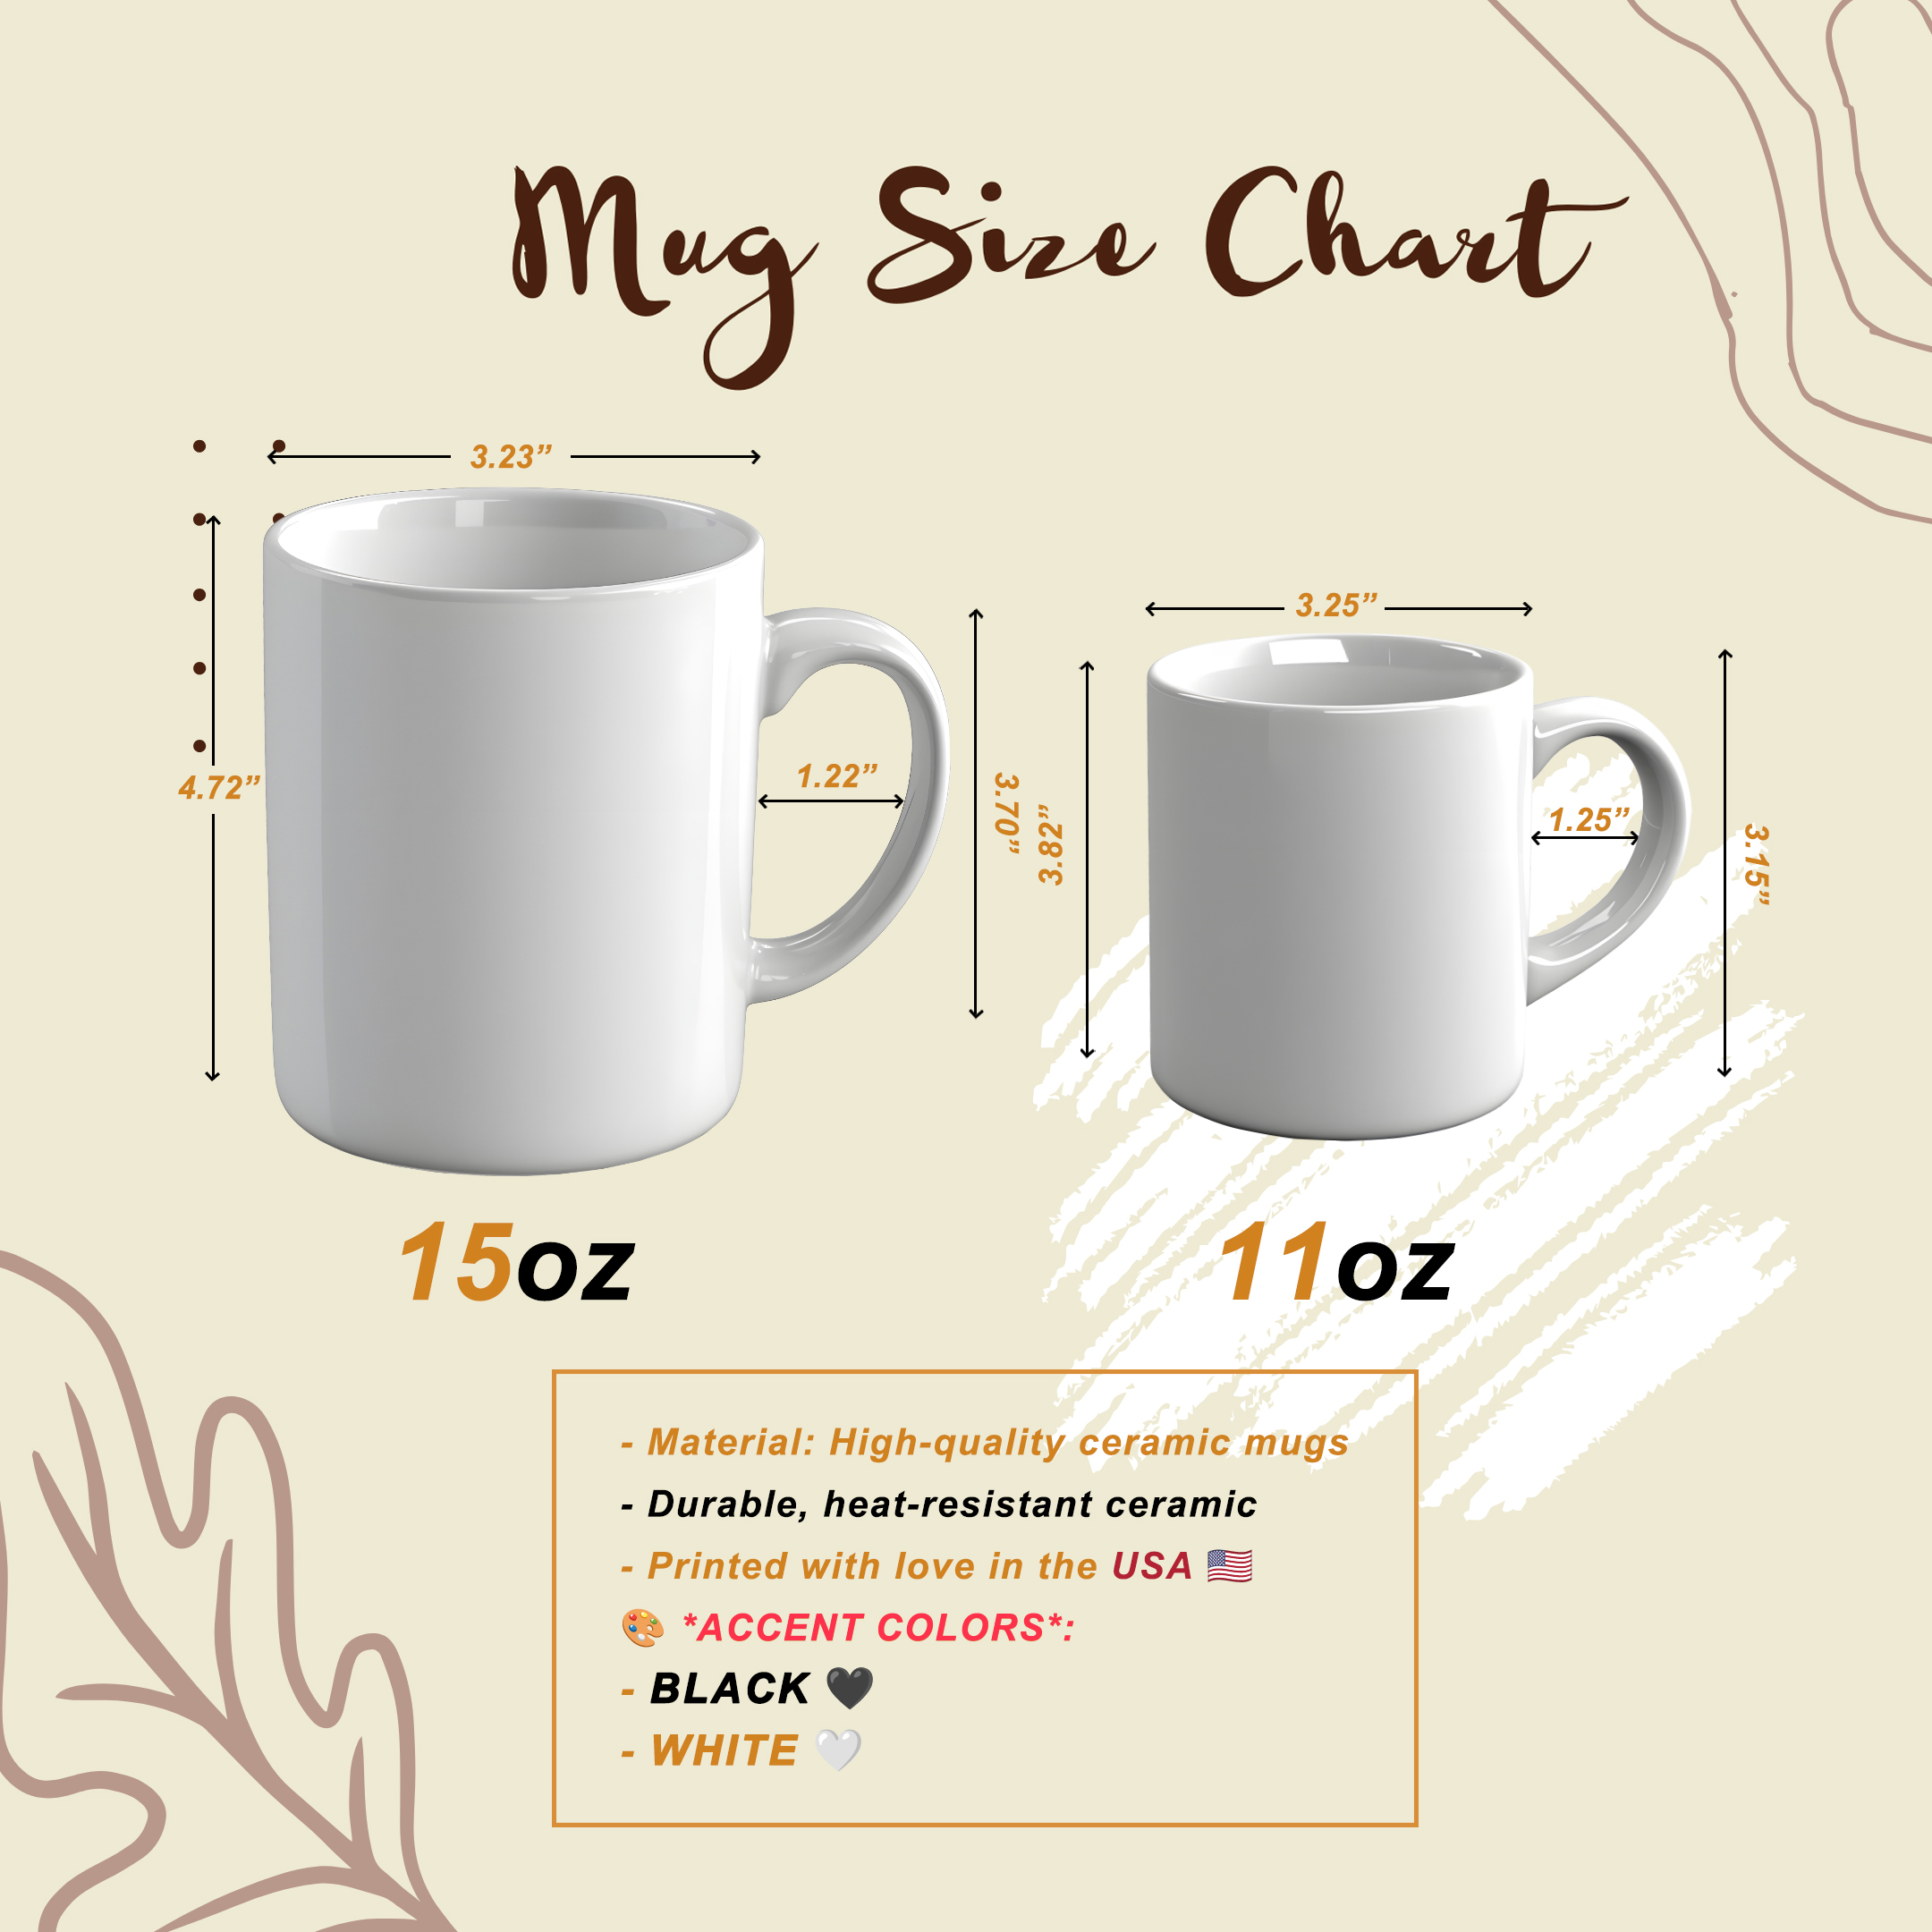 Mug Size Chart
3.23”
3.25”
4.72”
1.22”
3.70”
3.82”
1.25”
3.15”
15oz
11oz
- Material: High-quality ceramic mugs
- Durable, heat-resistant ceramic
- Printed with love in the USA 🇺🇸
🎨 *ACCENT COLORS*:
- BLACK 🖤
- WHITE 🤍